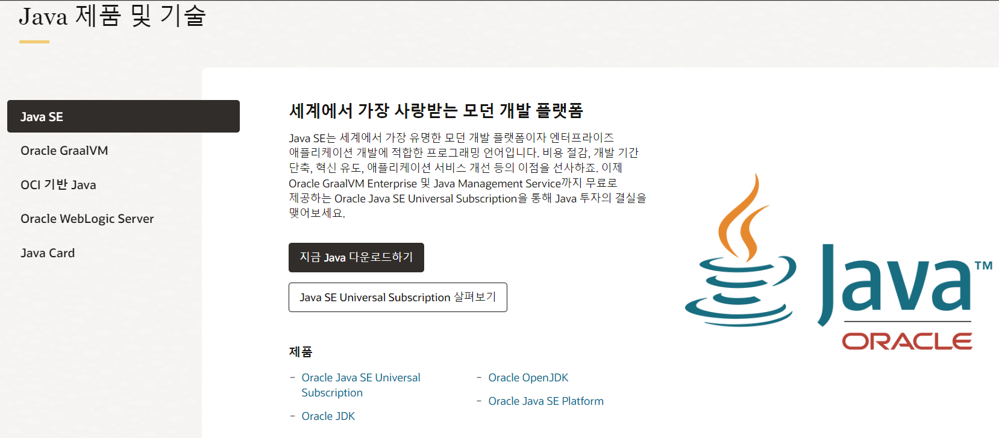 Java 제품 및 기술
Java SE
Oracle GraalVM
OCI 기반 Java
Oracle WebLogic Server
Java Card
세계에서 가장 사랑받는 모던 개발 플랫폼
Java SE는 세계에서 가장 유명한 모던 개발 플랫폼이자 엔터프라이즈
애플리케이션 개발에 적합한 프로그래밍 언어입니다. 비용 절감, 개발 기간
단축, 혁신 유도, 애플리케이션 서비스 개선 등의 이점을 선사하죠. 이제
Oracle GraalVM Enterprise 및 Java Management Service까지 무료로
제공하는 Oracle Java SE Universal Subscription을 통해 Java 투자의 결실을
맺어보세요.
지금 Java 다운로드하기
Java SE Universal Subscription 살펴보기
제품
- Oracle Java SE Universal
Subscription
- Oracle JDK
- Oracle OpenJDK
- Oracle Java SE Platform
Java™
ORACLE